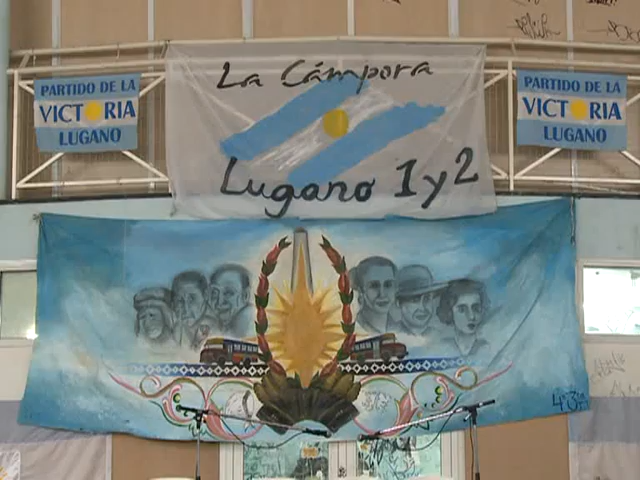 La Cámpora
Lugano 1y2
PARTIDO DE LA
VICTORIA
LUGANO
PARTIDO DE LA
VICTORIA
LUGANO